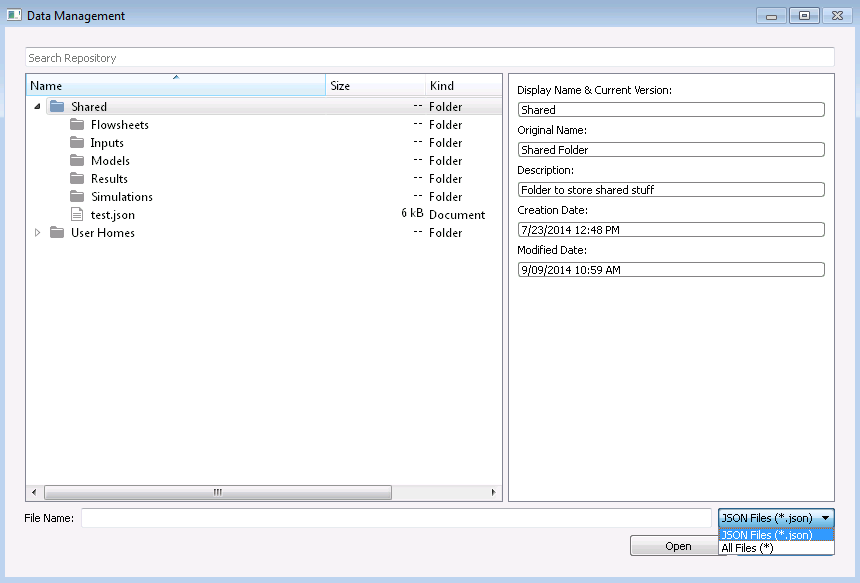 Data Management
Search Repository
Name Size Kind
Shared -- Folder
Flowsheets -- Folder
Inputs -- Folder
Models -- Folder
Results -- Folder
Simulations -- Folder
test.json 6 kB Document
User Homes -- Folder
Display Name & Current Version:
Shared
Original Name:
Shared Folder
Description:
Folder to store shared stuff
Creation Date:
7/23/2014 12:48 PM
Modified Date:
9/09/2014 10:59 AM
File Name: JSON Files (*.json)
JSON Files (*.json)
Open All Files (*)